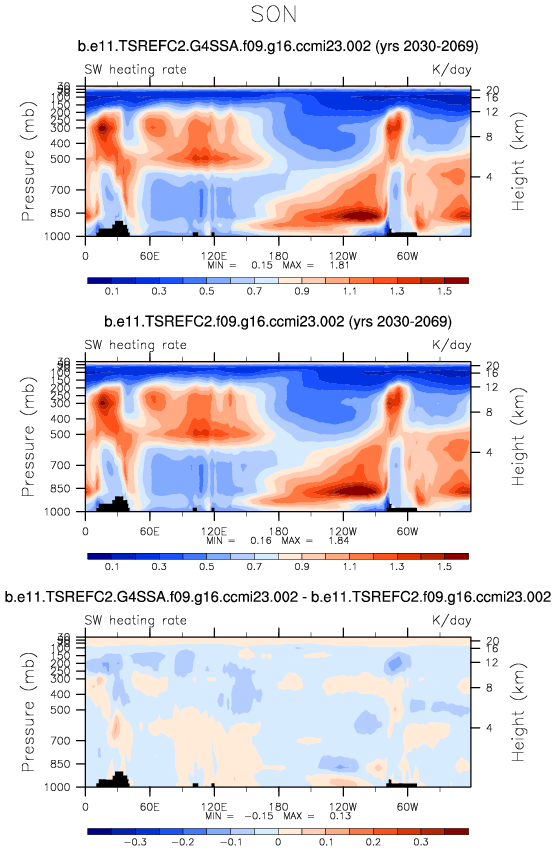 SON
b.e11.TSREFC2.G4SSA.f09.g16.ccmi23.002 (yrs 2030-2069)
SW heating rate K/day
30
100
150
200
250
300
400
500
700
850
1000
Pressure (mb)
20
16
12
8
4
Height (km)
0 60E 120E 180 120W 60W
MIN = 0.15 MAX = 1.81
0.1 0.3 0.5 0.7 0.9 1.1 1.3 1.5
b.e11.TSREFC2.f09.g16.ccmi23.002 (yrs 2030-2069)
SW heating rate K/day
30
100
150
200
250
300
400
500
700
850
1000
Pressure (mb)
20
16
12
8
4
Height (km)
0 60E 120E 180 120W 60W
MIN = 0.16 MAX = 1.84
0.1 0.3 0.5 0.7 0.9 1.1 1.3 1.5
b.e11.TSREFC2.G4SSA.f09.g16.ccmi23.002 - b.e11.TSREFC2.f09.g16.ccmi23.002
SW heating rate K/day
30
100
150
200
250
300
400
500
700
850
1000
Pressure (mb)
20
16
12
8
4
Height (km)
0 60E 120E 180 120W 60W
MIN = −0.15 MAX = 0.13
−0.3 −0.2 −0.1 0 0.1 0.2 0.3